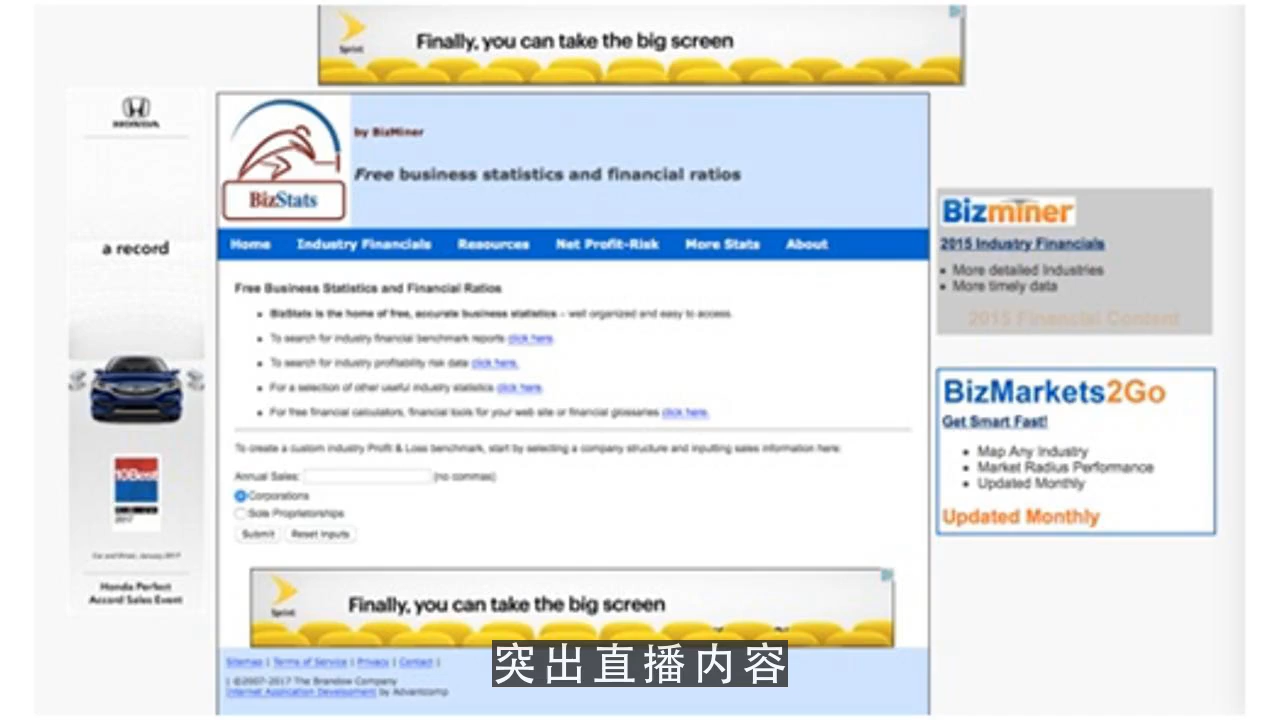 Sprint
Finally, you can take the big screen
HONDA
a record
10Best
2017
Car and Driver, January 2017
Honda Perfect
Accord Sales Event
BizStats
by BizMiner
Free business statistics and financial ratios
Home Industry Financials Resources Net Profit-Risk More Stats About
Free Business Statistics and Financial Ratios
• BizStats is the home of free, accurate business statistics – well organized and easy to access.
• To search for industry financial benchmark reports click here.
• To search for industry profitability risk data click here.
• For a selection of other useful industry statistics click here.
• For free financial calculators, financial tools for your web site or financial glossaries click here.
To create a custom industry Profit & Loss benchmark, start by selecting a company structure and inputting sales information here:
Annual Sales: (no commas)
Corporations
Sole Proprietorships
Submit Reset Inputs
Sprint
Finally, you can take the big screen
Sitemap | Terms of Service | Privacy | Contact |
| ©2007-2017 The Brandow Company
Internet Application Development by Advantcomp
Bizminer
2015 Industry Financials
• More detailed Industries
• More timely data
2015 Financial Content
BizMarkets2Go
Get Smart Fast!
• Map Any Industry
• Market Radius Performance
• Updated Monthly
Updated Monthly
突出直播内容